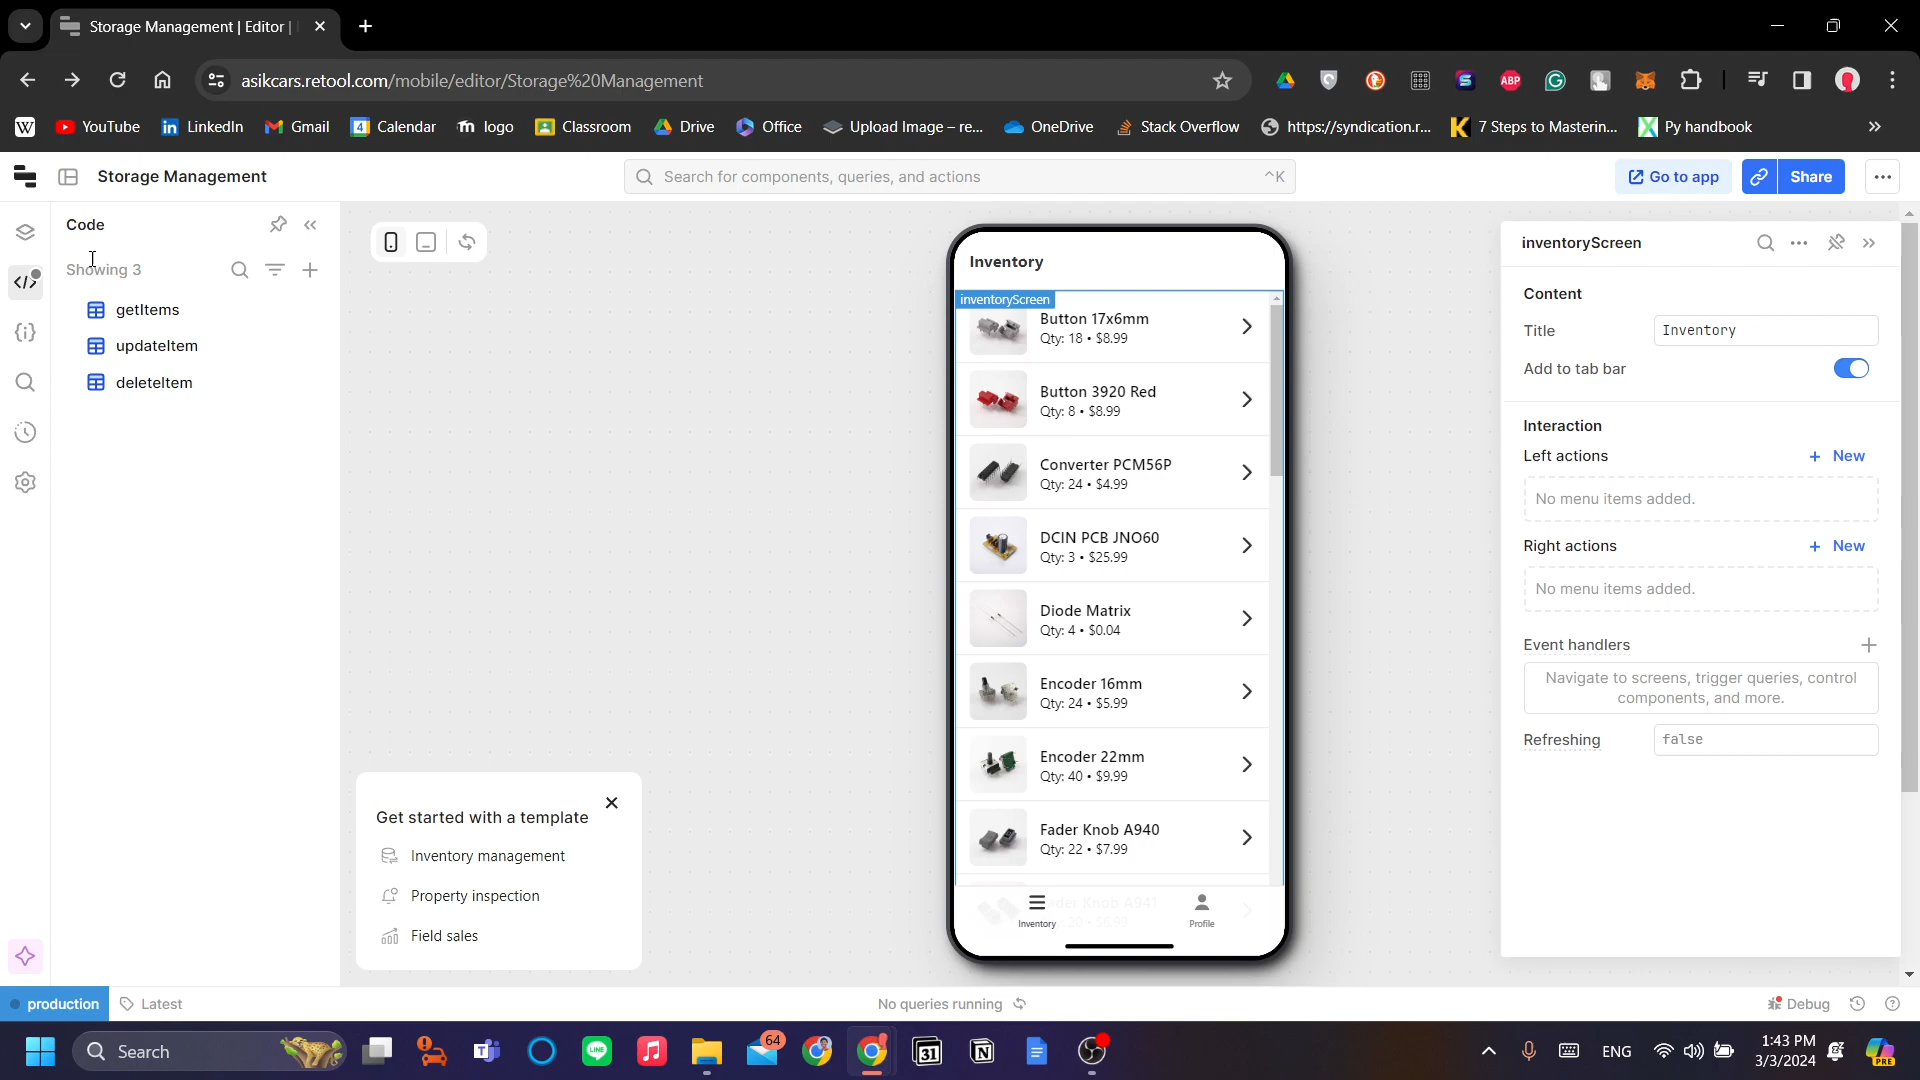 Storage Management | Editor |
asikcars.retool.com/mobile/editor/Storage%20Management
YouTube
LinkedIn
Gmail
Calendar
logo
Classroom
Drive
Office
Upload Image – re...
OneDrive
Stack Overflow
https://syndication.r...
7 Steps to Masterin...
Py handbook
Storage Management
Search for components, queries, and actions
^K
Go to app
Share
Code
Showing 3
getItems
updateItem
deleteItem
Get started with a template
Inventory management
Property inspection
Field sales
Inventory
inventoryScreen
Button 17x6mm
Qty: 18 • $8.99
Button 3920 Red
Qty: 8 • $8.99
Converter PCM56P
Qty: 24 • $4.99
DCIN PCB JNO60
Qty: 3 • $25.99
Diode Matrix
Qty: 4 • $0.04
Encoder 16mm
Qty: 24 • $5.99
Encoder 22mm
Qty: 40 • $9.99
Fader Knob A940
Qty: 22 • $7.99
Fader Knob A941
Inventory
Profile
inventoryScreen
Content
Title
Inventory
Add to tab bar
Interaction
Left actions
+ New
No menu items added.
Right actions
+ New
No menu items added.
Event handlers
Navigate to screens, trigger queries, control
components, and more.
Refreshing
false
production
Latest
No queries running
Debug
Search
64
31
ENG
1:43 PM
3/3/2024
PRE